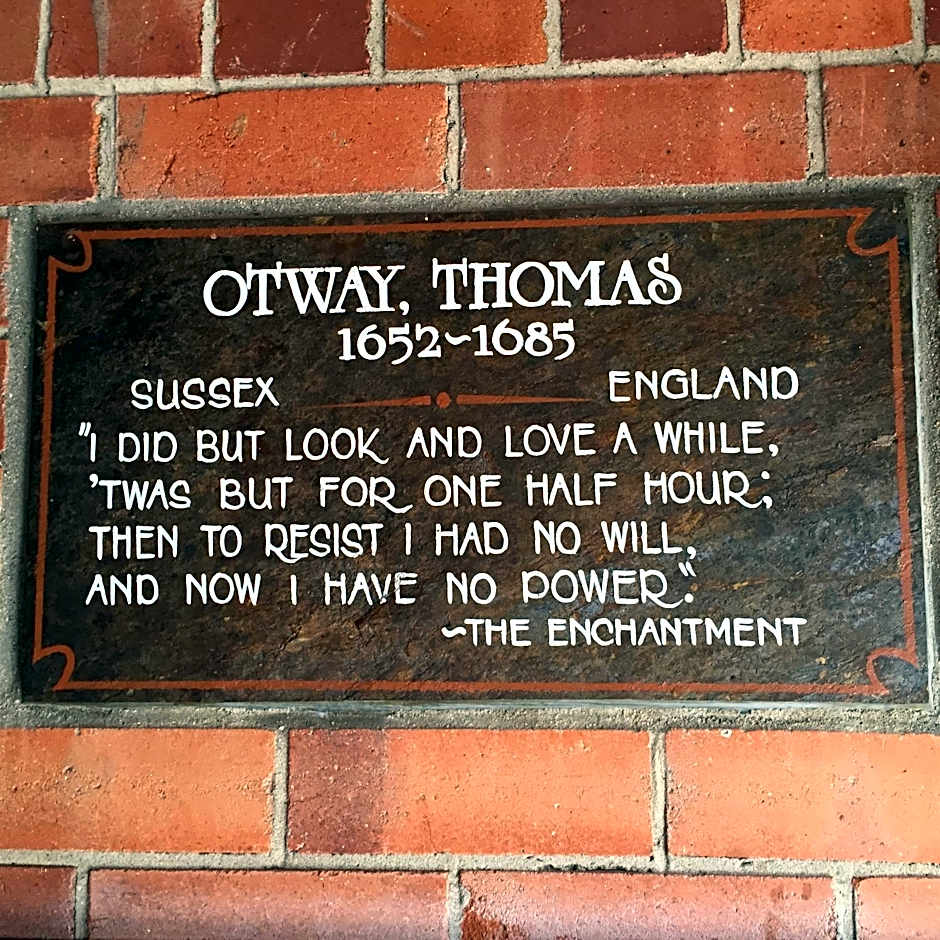 OTWAY, THOMAS
1652~1685
SUSSEX ENGLAND
"I DID BUT LOOK AND LOVE A WHILE,
'TWAS BUT FOR ONE HALF HOUR;
THEN TO RESIST I HAD NO WILL,
AND NOW I HAVE NO POWER."
~THE ENCHANTMENT